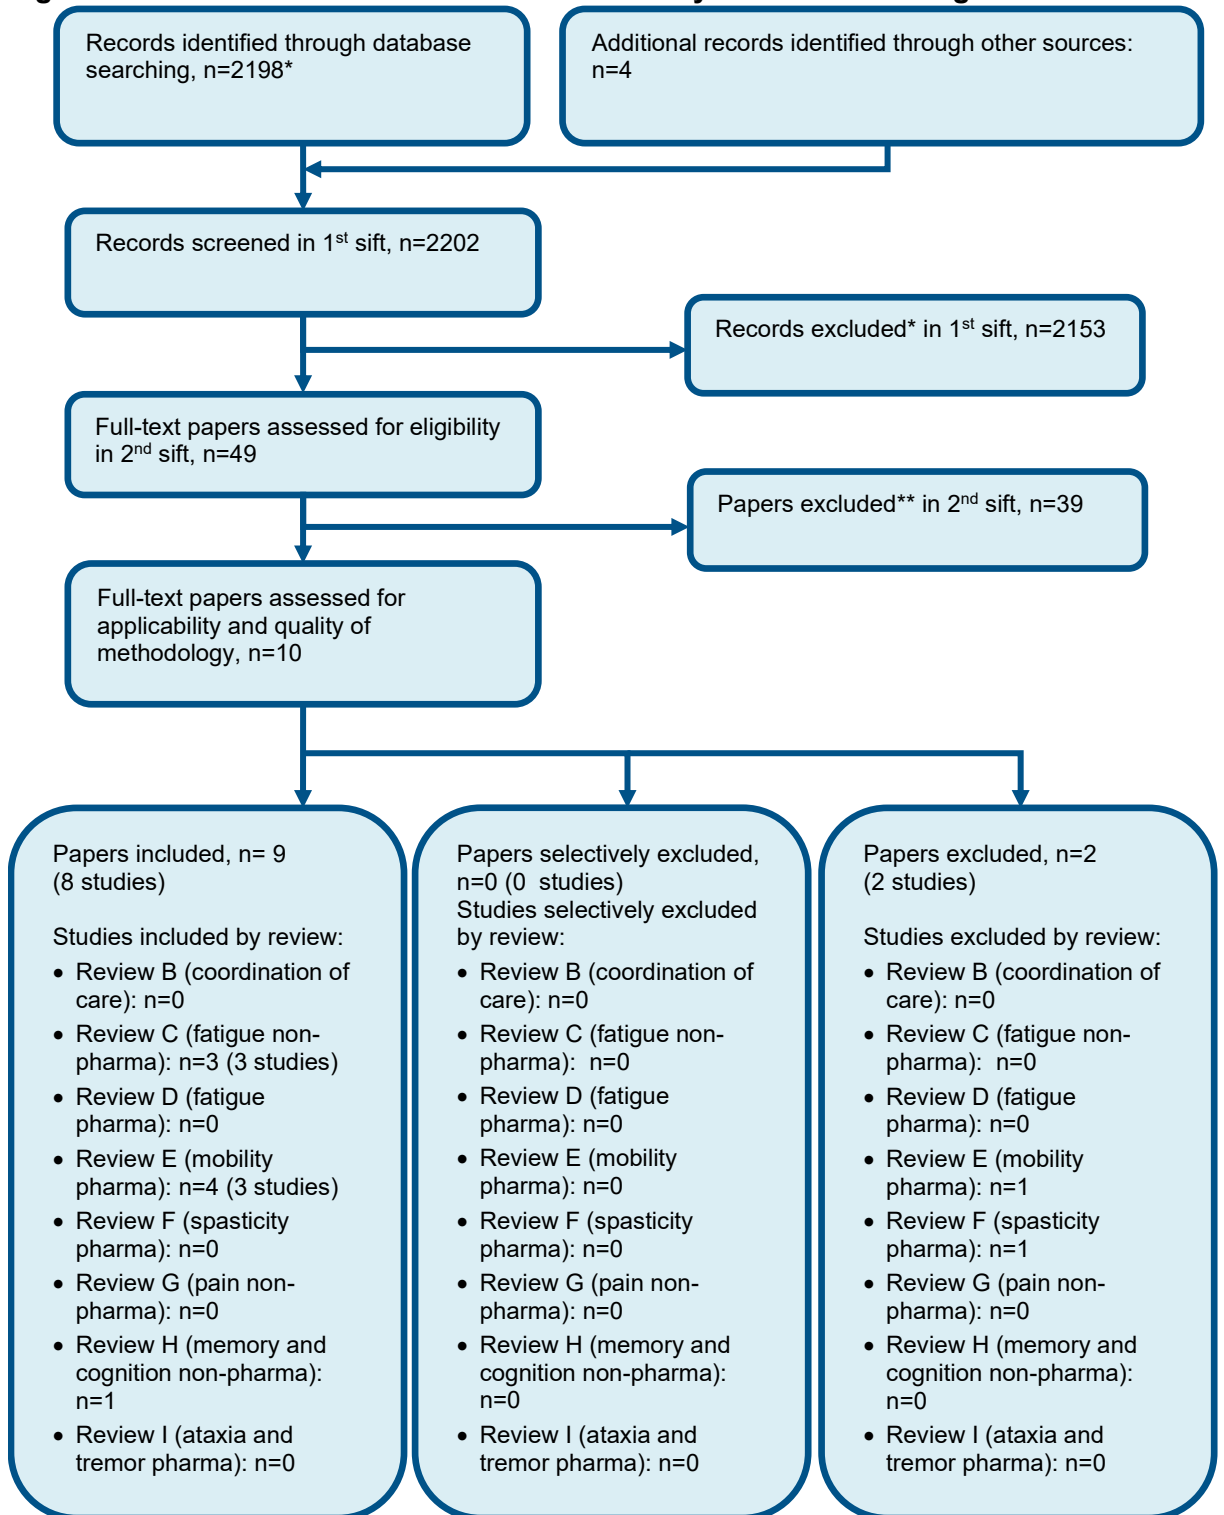 Records identified through database
searching, n=2198*
Additional records identified through other sources:
n=4
Records screened in 1st sift, n=2202
Records excluded* in 1st sift, n=2153
Full-text papers assessed for eligibility
in 2nd sift, n=49
Papers excluded** in 2nd sift, n=39
Full-text papers assessed for
applicability and quality of
methodology, n=10
Papers included, n= 9
(8 studies)
Studies included by review:
• Review B (coordination of
care): n=0
• Review C (fatigue non-
pharma): n=3 (3 studies)
• Review D (fatigue
pharma): n=0
• Review E (mobility
pharma): n=4 (3 studies)
• Review F (spasticity
pharma): n=0
• Review G (pain non-
pharma): n=0
• Review H (memory and
cognition non-pharma):
n=1
• Review I (ataxia and
tremor pharma): n=0
Papers selectively excluded,
n=0 (0  studies)
Studies selectively excluded
by review:
• Review B (coordination of
care): n=0
• Review C (fatigue non-
pharma):  n=0
• Review D (fatigue
pharma): n=0
• Review E (mobility
pharma): n=0
• Review F (spasticity
pharma): n=0
• Review G (pain non-
pharma): n=0
• Review H (memory and
cognition non-pharma):
n=0
• Review I (ataxia and
tremor pharma): n=0
Papers excluded, n=2
(2 studies)
Studies excluded by review:
• Review B (coordination of
care): n=0
• Review C (fatigue non-
pharma):  n=0
• Review D (fatigue
pharma): n=0
• Review E (mobility
pharma): n=1
• Review F (spasticity
pharma): n=1
• Review G (pain non-
pharma): n=0
• Review H (memory and
cognition non-pharma):
n=0
• Review I (ataxia and
tremor pharma): n=0